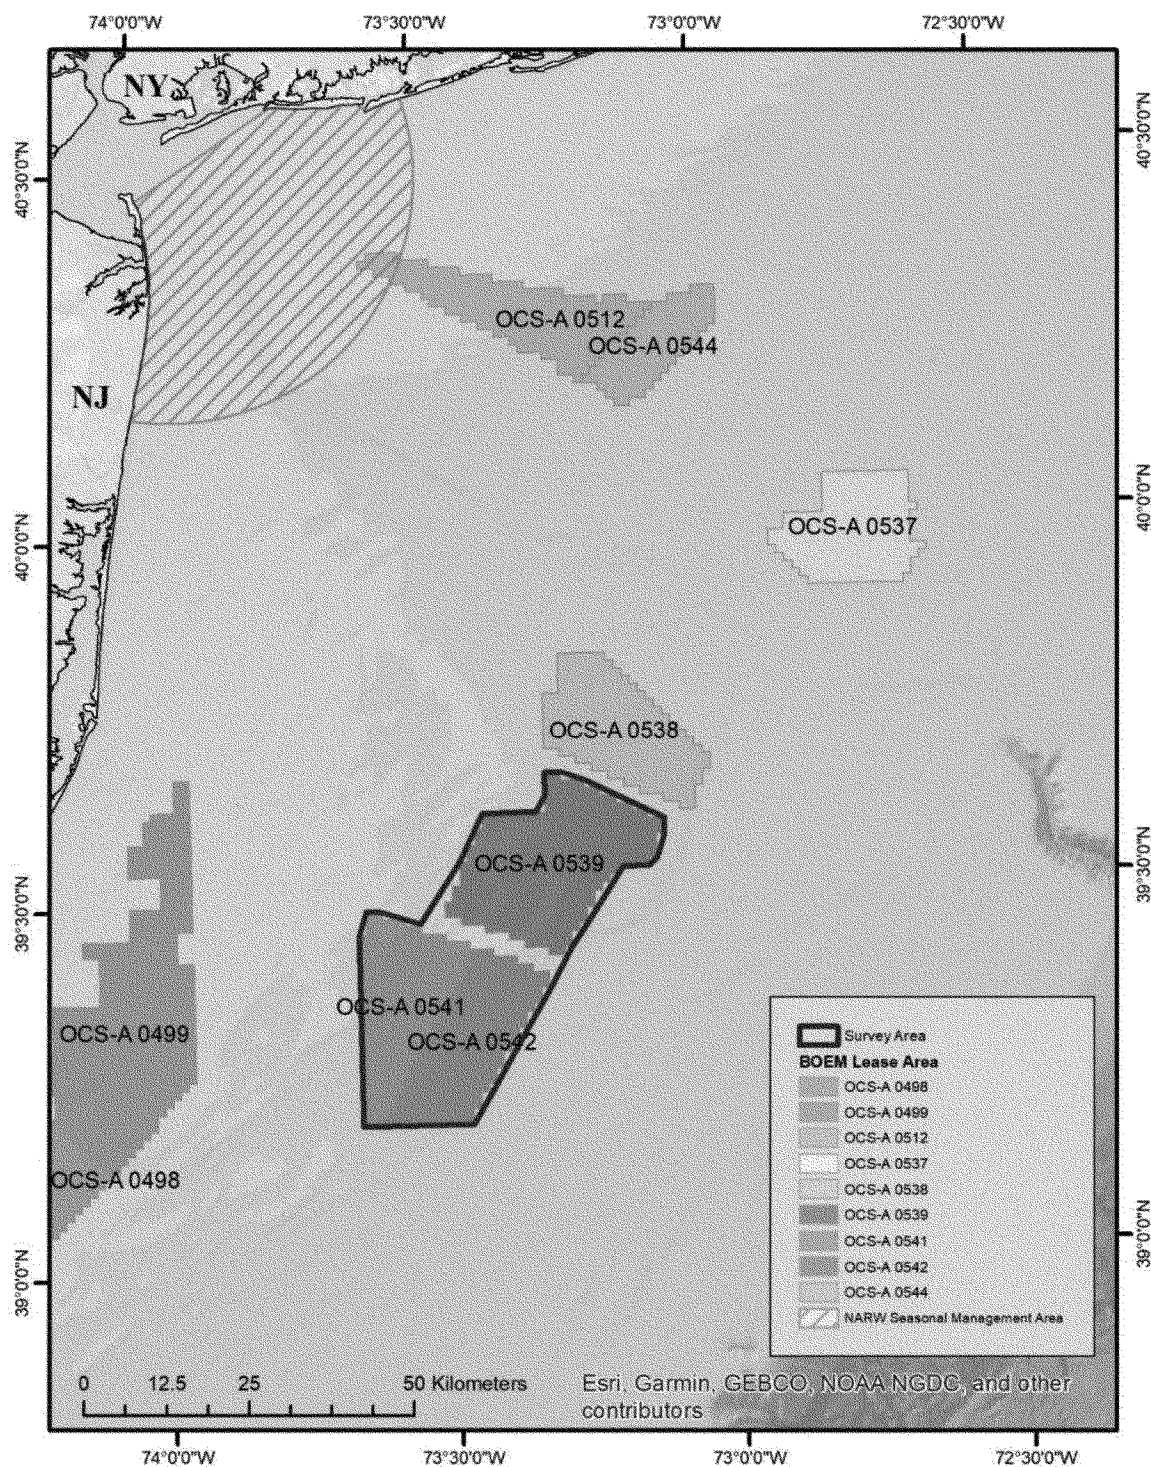 74°0'0"W 73°30'0"W 73°0'0"W 72°30'0"W
NY
40°30'0"N
40°30'0"N
OCS-A 0512
OCS-A 0544
NJ
40°0'0"N
OCS-A 0537
40°0'0"N
OCS-A 0538
39°30'0"N
OCS-A 0539
39°30'0"N
OCS-A 0541
OCS-A 0499
OCS-A 0542
Survey Area
BOEM Lease Area
OCS-A 0498
OCS-A 0499
OCS-A 0512
OCS-A 0537
OCS-A 0538
OCS-A 0539
OCS-A 0541
OCS-A 0542
OCS-A 0544
NARW Seasonal Management Area
OCS-A 0498
39°0'0"N
39°0'0"N
0 12.5 25 50 Kilometers
Esri, Garmin, GEBCO, NOAA NGDC, and other
contributors
74°0'0"W 73°30'0"W 73°0'0"W 72°30'0"W